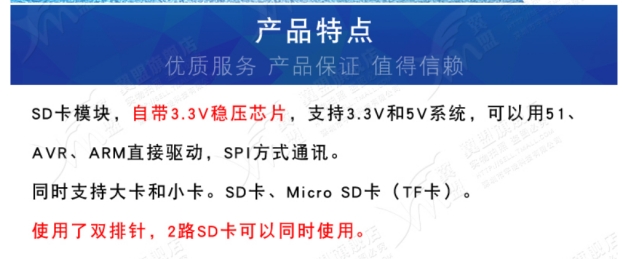 产品特点
优质服务 产品保证 值得信赖
SD卡模块，自带3.3V稳压芯片，支持3.3V和5V系统，可以用51、
AVR、ARM直接驱动，SPI方式通讯。
同时支持大卡和小卡。SD卡、Micro SD卡（TF卡）。
使用了双排针，2路SD卡可以同时使用。